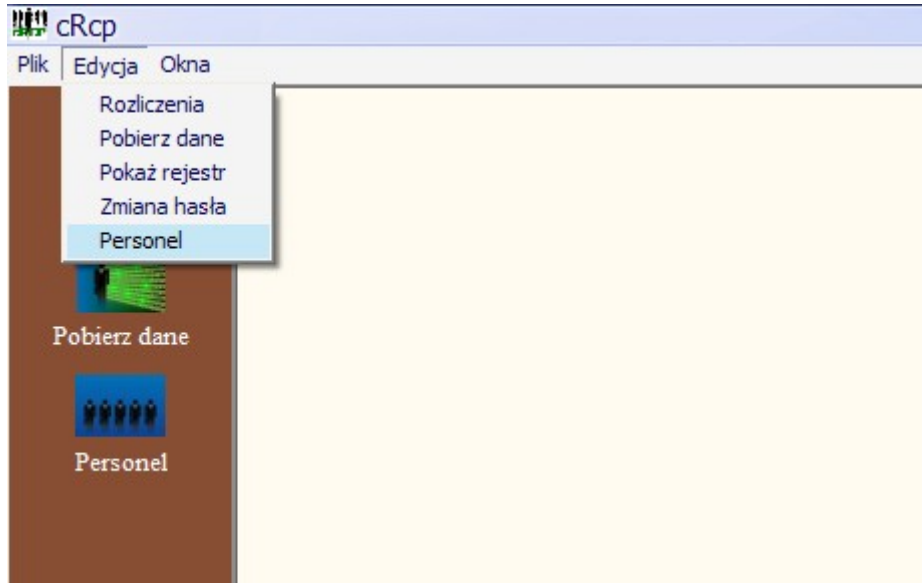 cRcp
Plik Edycja Okna
Rozliczenia
Pobierz dane
Pokaż rejestr
Zmiana hasła
Personel
Pobierz dane
Personel